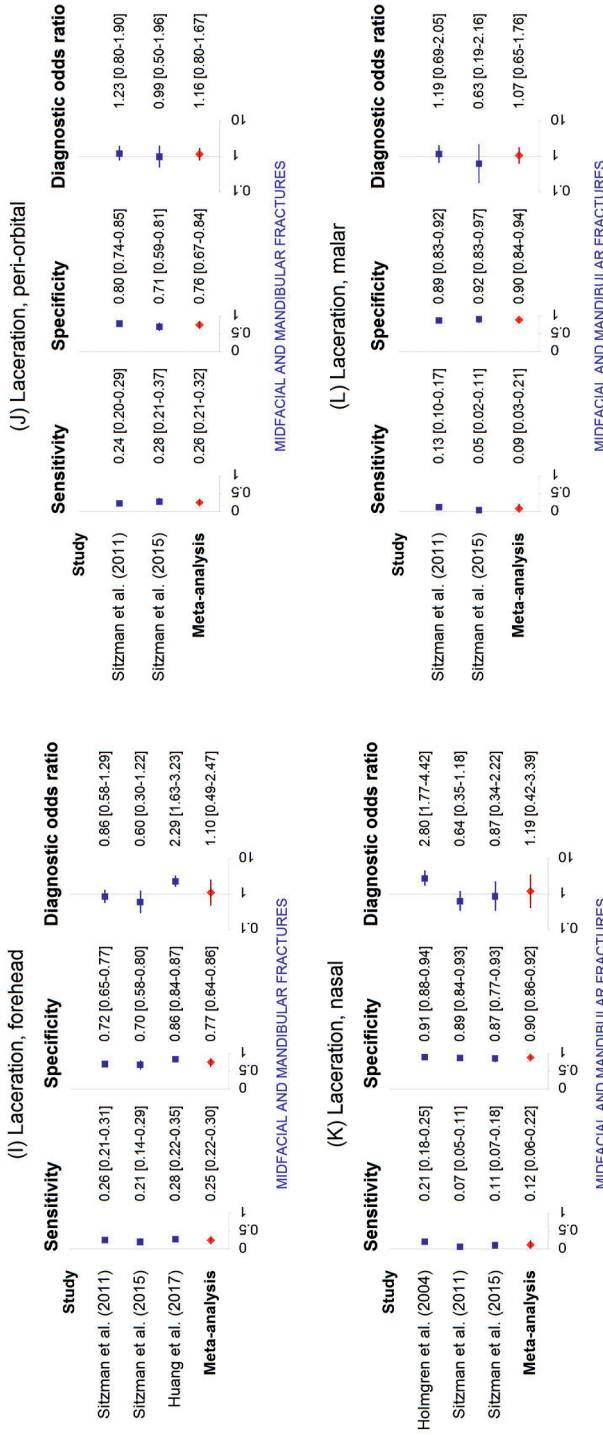 (I) Laceration, forehead
Study Sensitivity Specificity Diagnostic odds ratio
Sitzman et al. (2011) 0.26 [0.21-0.31] 0.72 [0.65-0.77] 0.86 [0.58-1.29]
Sitzman et al. (2015) 0.21 [0.14-0.29] 0.70 [0.58-0.80] 0.60 [0.30-1.22]
Huang et al. (2017) 0.28 [0.22-0.35] 0.86 [0.84-0.87] 2.29 [1.63-3.23]
Meta-analysis 0.25 [0.22-0.30] 0.77 [0.64-0.86] 1.10 [0.49-2.47]
0 0.5 1 0 0.5 1 0.1 1 10
MIDFACIAL AND MANDIBULAR FRACTURES
(J) Laceration, peri-orbital
Study Sensitivity Specificity Diagnostic odds ratio
Sitzman et al. (2011) 0.24 [0.20-0.29] 0.80 [0.74-0.85] 1.23 [0.80-1.90]
Sitzman et al. (2015) 0.28 [0.21-0.37] 0.71 [0.59-0.81] 0.99 [0.50-1.96]
Meta-analysis 0.26 [0.21-0.32] 0.76 [0.67-0.84] 1.16 [0.80-1.67]
0 0.5 1 0 0.5 1 0.1 1 10
MIDFACIAL AND MANDIBULAR FRACTURES
(K) Laceration, nasal
Study Sensitivity Specificity Diagnostic odds ratio
Holmgren et al. (2004) 0.21 [0.18-0.25] 0.91 [0.88-0.94] 2.80 [1.77-4.42]
Sitzman et al. (2011) 0.07 [0.05-0.11] 0.89 [0.84-0.93] 0.64 [0.35-1.18]
Sitzman et al. (2015) 0.11 [0.07-0.18] 0.87 [0.77-0.93] 0.87 [0.34-2.22]
Meta-analysis 0.12 [0.06-0.22] 0.90 [0.86-0.92] 1.19 [0.42-3.39]
0 0.5 1 0 0.5 1 0.1 1 10
MIDFACIAL AND MANDIBULAR FRACTURES
(L) Laceration, malar
Study Sensitivity Specificity Diagnostic odds ratio
Sitzman et al. (2011) 0.13 [0.10-0.17] 0.89 [0.83-0.92] 1.19 [0.69-2.05]
Sitzman et al. (2015) 0.05 [0.02-0.11] 0.92 [0.83-0.97] 0.63 [0.19-2.16]
Meta-analysis 0.09 [0.03-0.21] 0.90 [0.84-0.94] 1.07 [0.65-1.76]
0 0.5 1 0 0.5 1 0.1 1 10
MIDFACIAL AND MANDIBULAR FRACTURES